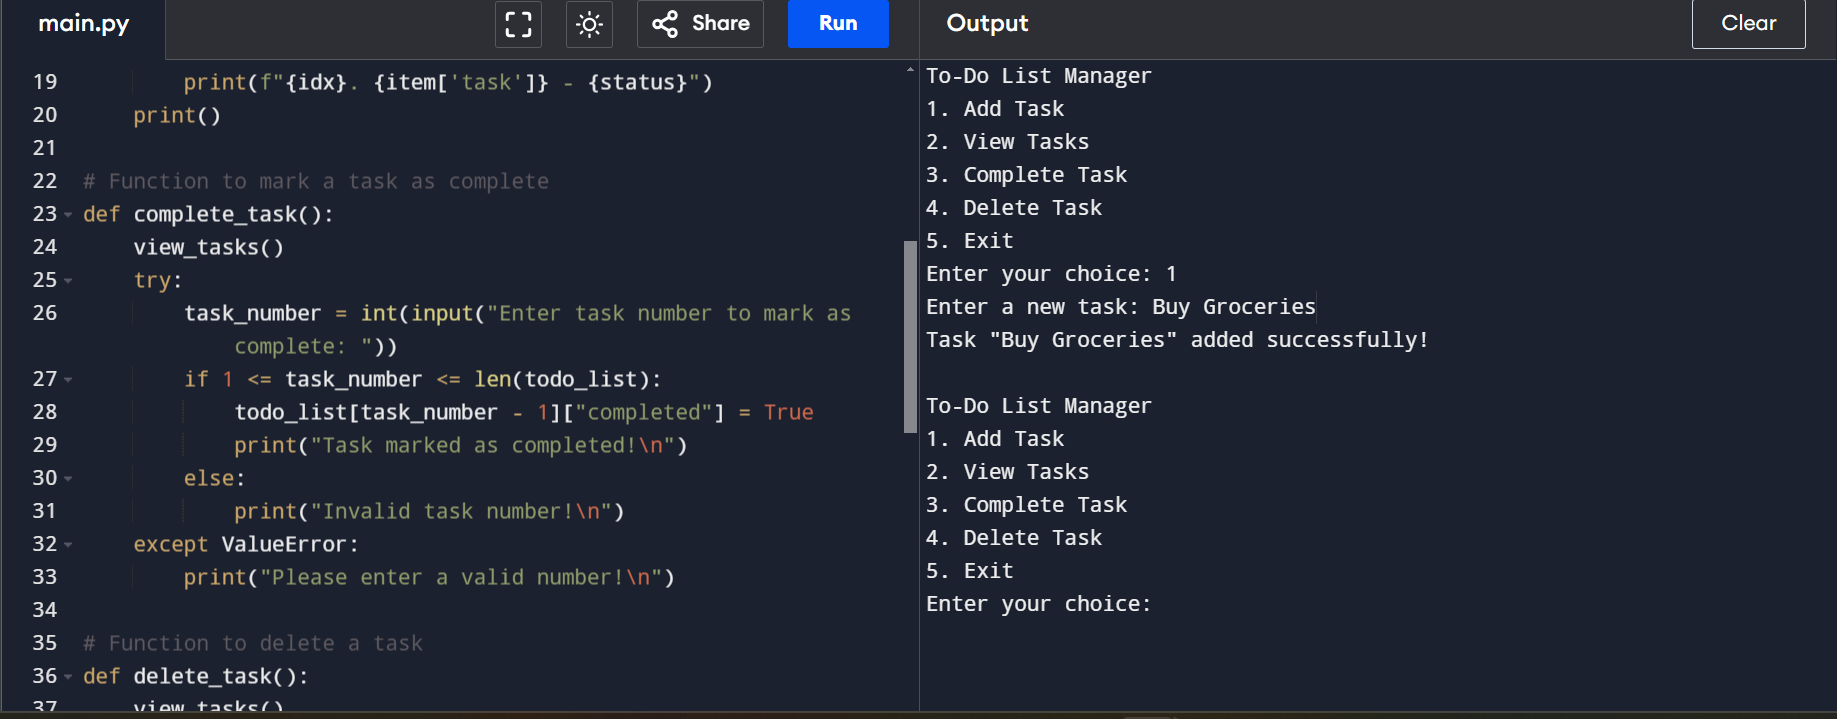 main.py
Share
Run
19 print(f"{idx}. {item['task']} - {status}")
20 print()
21
22 # Function to mark a task as complete
23 def complete_task():
24 view_tasks()
25 try:
26 task_number = int(input("Enter task number to mark as
complete: "))
27 if 1 <= task_number <= len(todo_list):
28 todo_list[task_number - 1]["completed"] = True
29 print("Task marked as completed!\n")
30 else:
31 print("Invalid task number!\n")
32 except ValueError:
33 print("Please enter a valid number!\n")
34
35 # Function to delete a task
36 def delete_task():
37 view_tasks()
Output
Clear
To-Do List Manager
1. Add Task
2. View Tasks
3. Complete Task
4. Delete Task
5. Exit
Enter your choice: 1
Enter a new task: Buy Groceries
Task "Buy Groceries" added successfully!
To-Do List Manager
1. Add Task
2. View Tasks
3. Complete Task
4. Delete Task
5. Exit
Enter your choice: